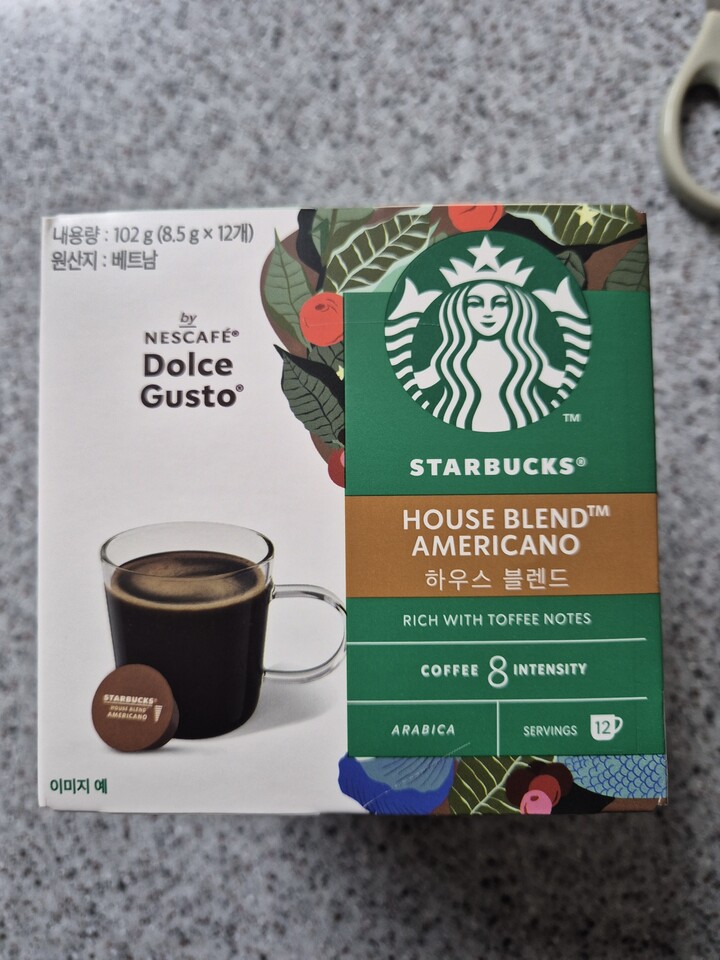 내용량 : 102 g (8.5 g × 12개)
원산지 : 베트남
by
NESCAFÉ®
Dolce
Gusto®
TM
STARBUCKS®
HOUSE BLEND™
AMERICANO
하우스 블렌드
RICH WITH TOFFEE NOTES
COFFEE 8 INTENSITY
ARABICA
SERVINGS 12
STARBUCKS®
HOUSE BLEND
AMERICANO
이미지 예